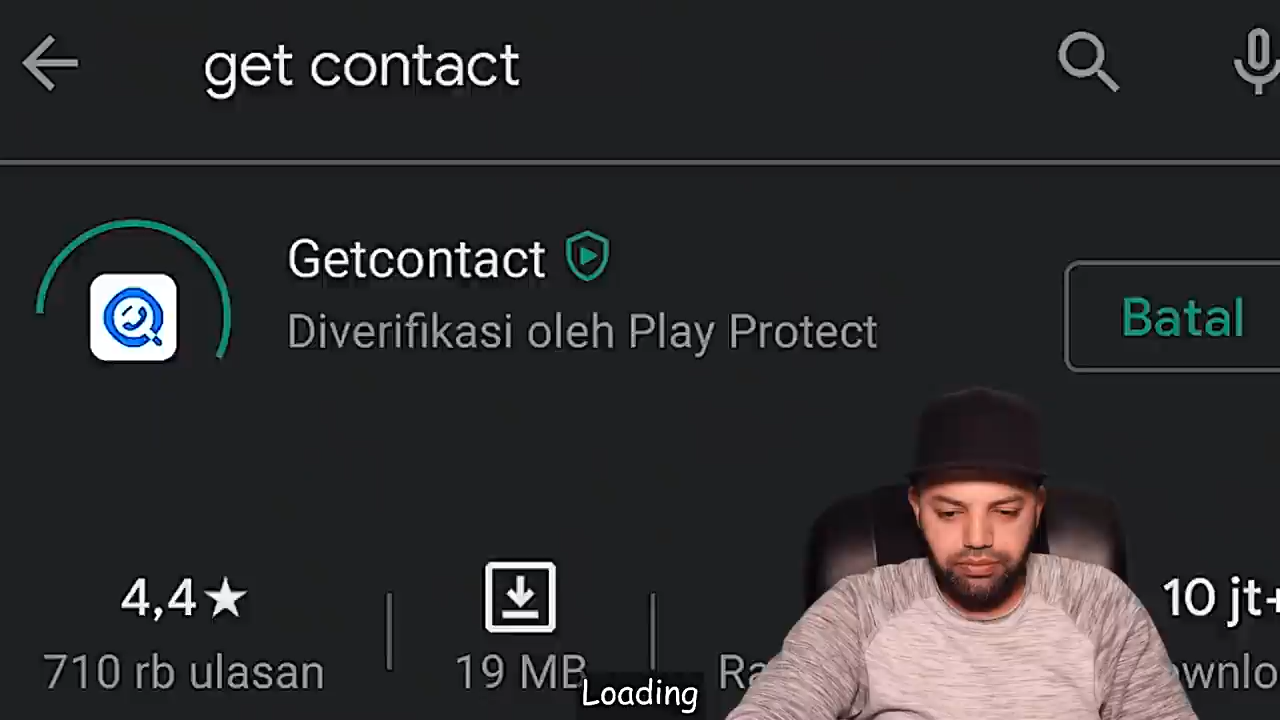 get contact
Getcontact
Diverifikasi oleh Play Protect
Batal
4,4★
10 jt+
710 rb ulasan
19 MB
Loading